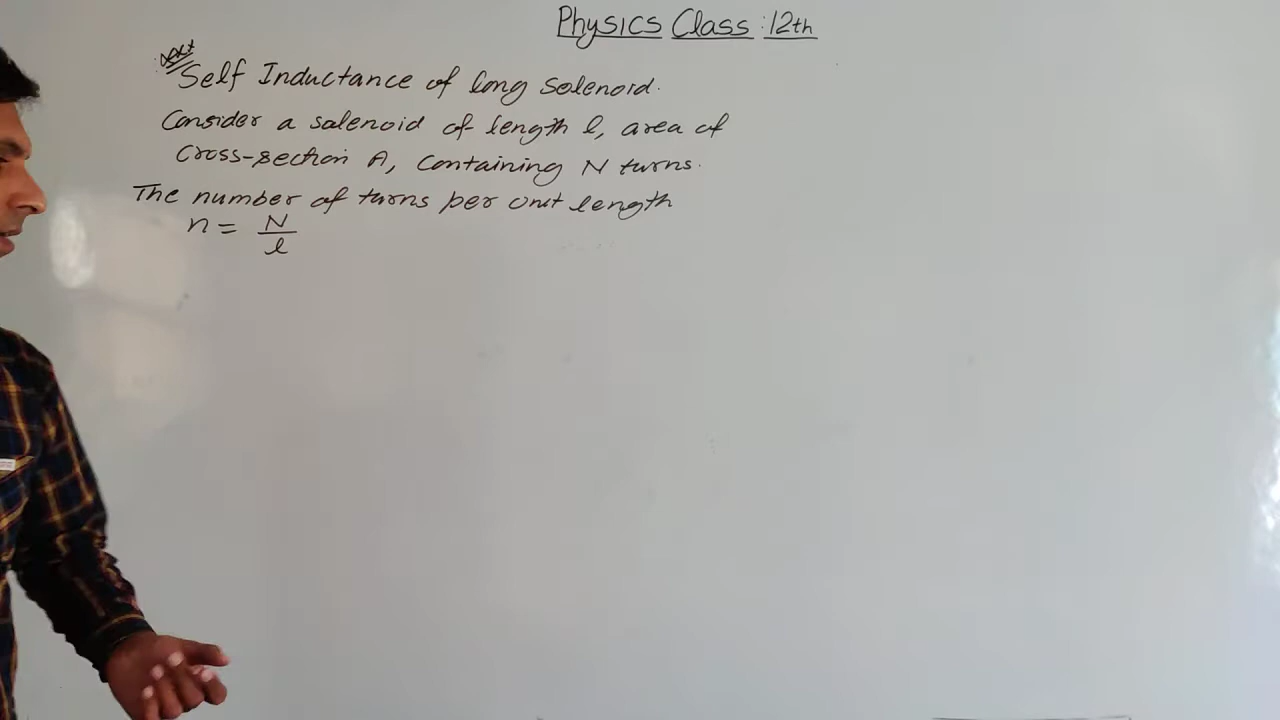 Physics Class : 12th
Self Inductance of long Solenoid.
Consider a solenoid of length l, area of
Cross-section A, Containing N turns.
The number of turns per unit length
n = N/l